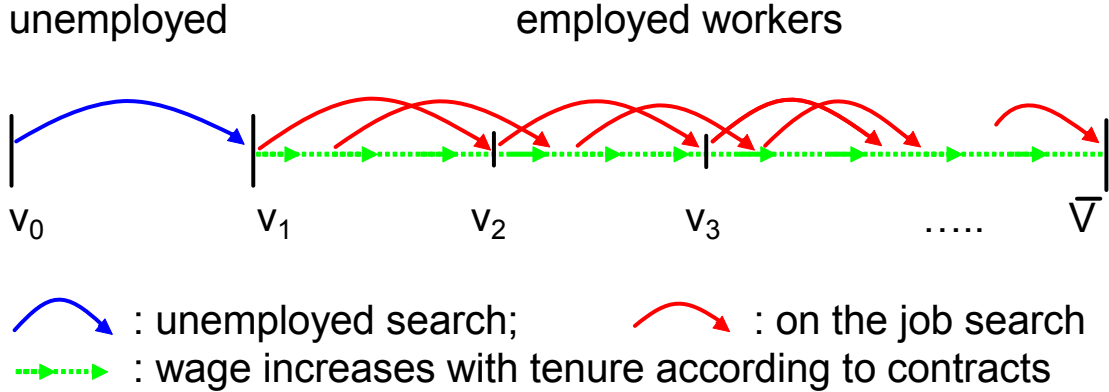 unemployed employed workers
v₀ v₁ v₂ v₃ ..... V̅
: unemployed search; : on the job search
: wage increases with tenure according to contracts